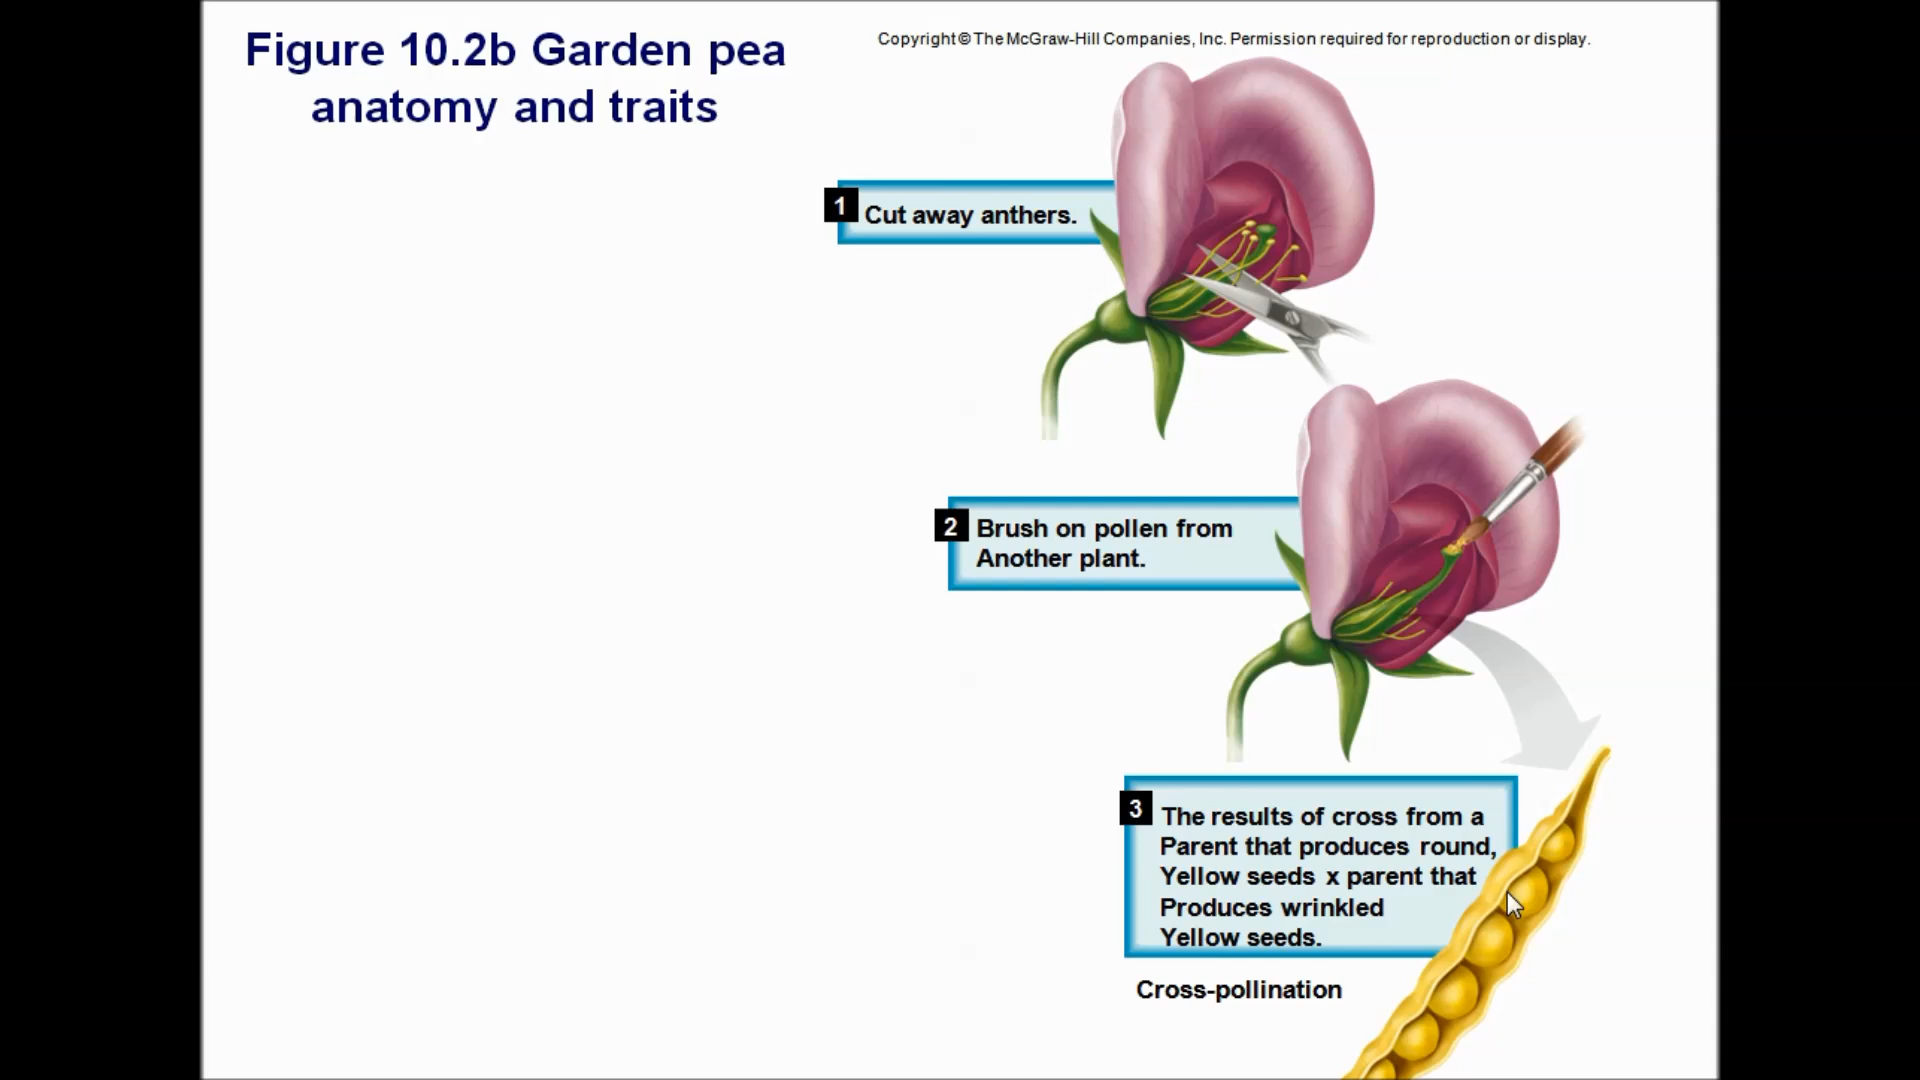 Figure 10.2b Garden pea
anatomy and traits
Copyright © The McGraw-Hill Companies, Inc. Permission required for reproduction or display.
1 Cut away anthers.
2 Brush on pollen from
Another plant.
3 The results of cross from a
Parent that produces round,
Yellow seeds x parent that
Produces wrinkled
Yellow seeds.
Cross-pollination